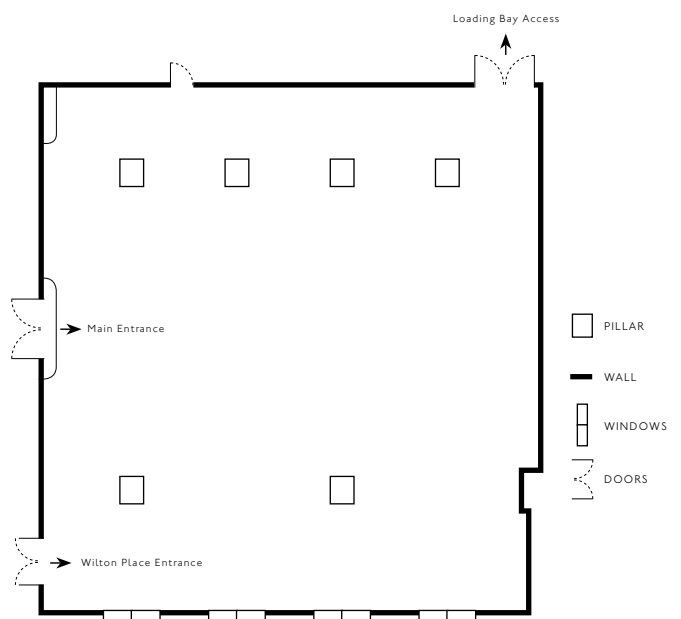 Loading Bay Access
Main Entrance
PILLAR
WALL
WINDOWS
DOORS
Wilton Place Entrance